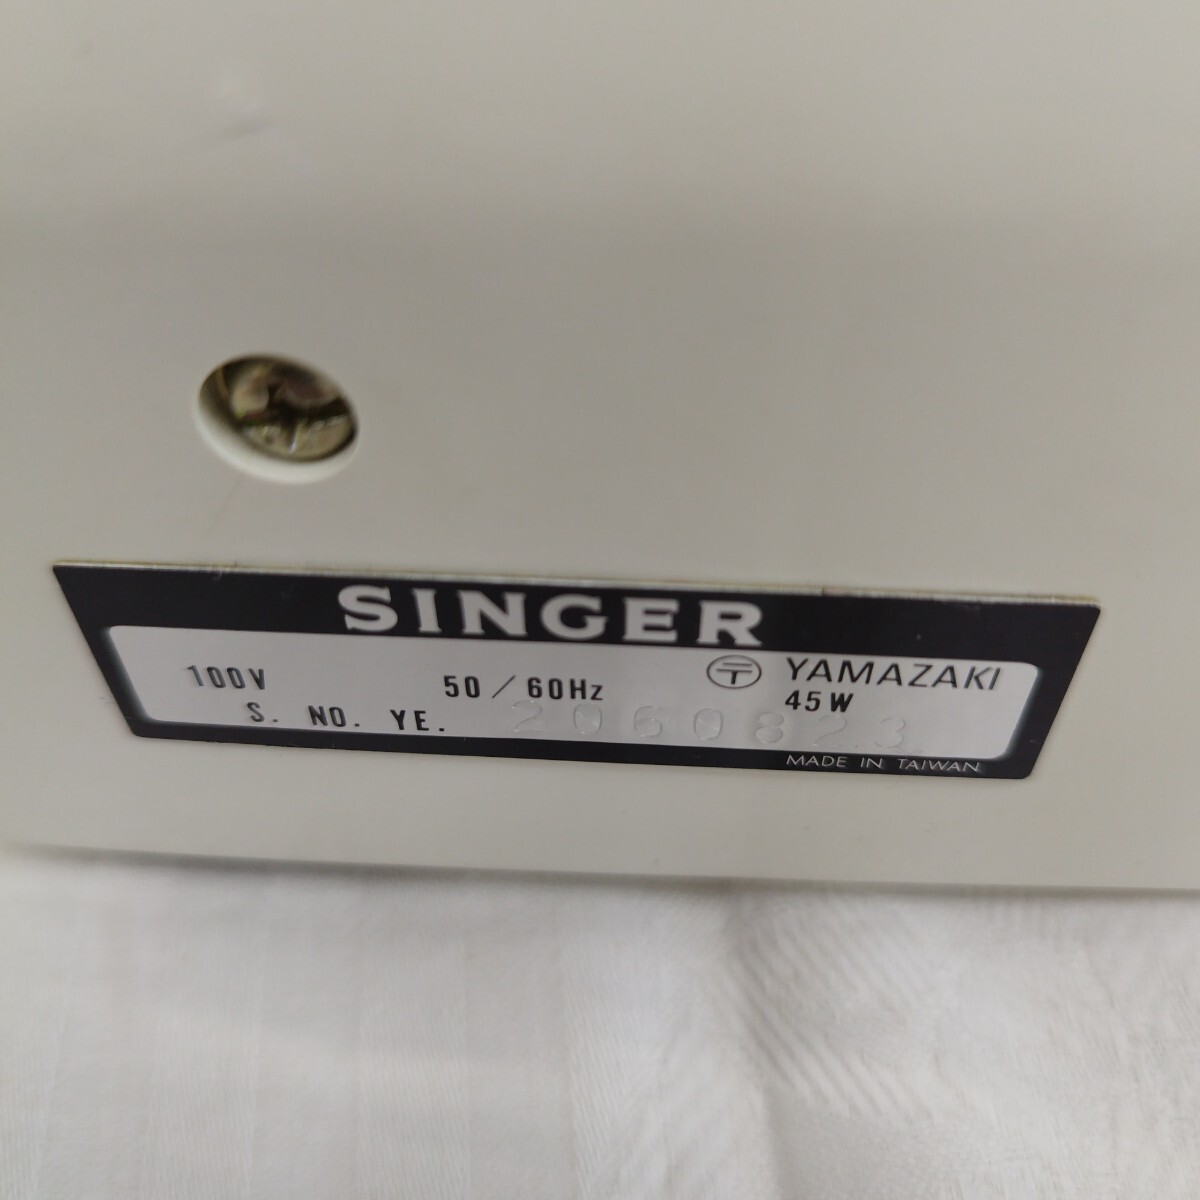 SINGER
100V 50/60Hz 〒 YAMAZAKI 45W
S. NO. YE. 2060823
MADE IN TAIWAN